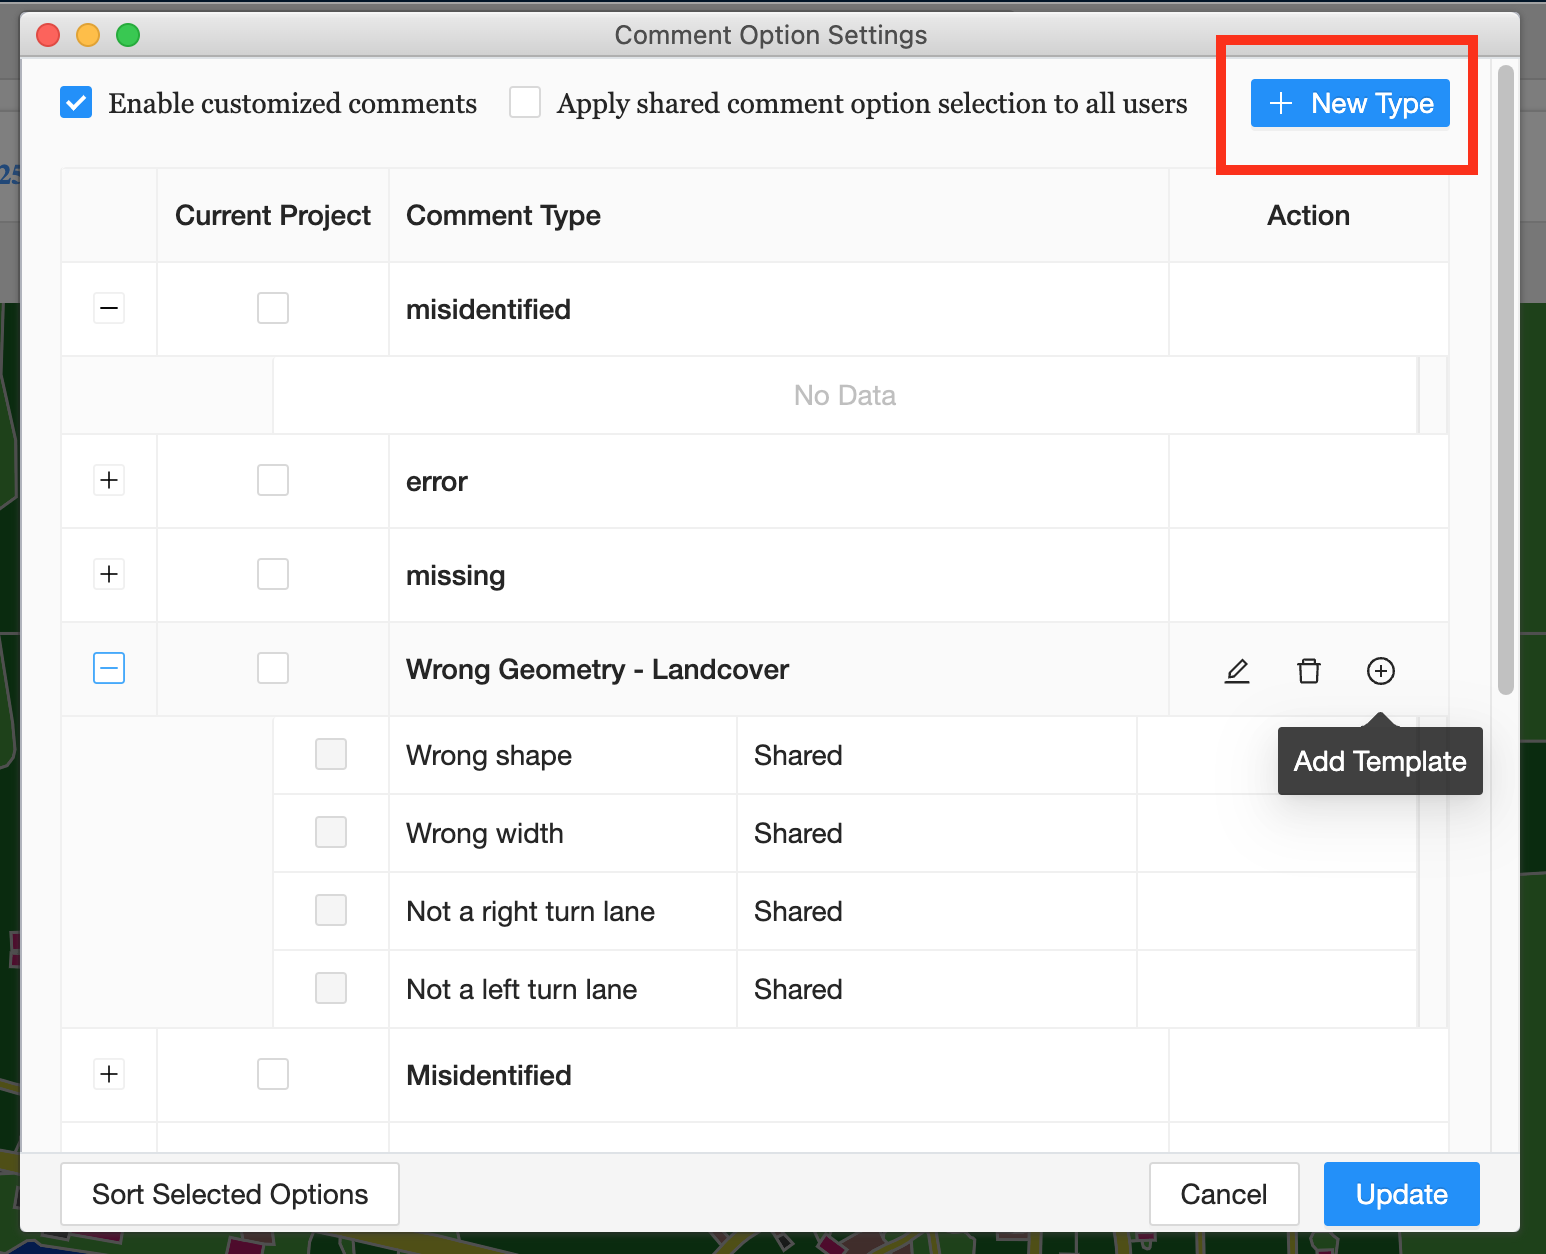 Comment Option Settings
Enable customized comments
Apply shared comment option selection to all users
New Type
25
Current Project Comment Type Action
misidentified
No Data
error
missing
Wrong Geometry - Landcover
Add Template
Wrong shape Shared
Wrong width Shared
Not a right turn lane Shared
Not a left turn lane Shared
Misidentified
Sort Selected Options Cancel Update